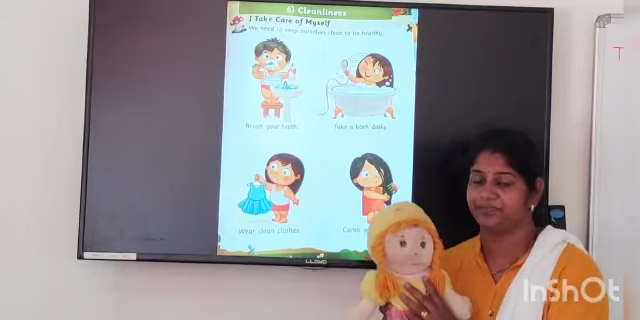 6) Cleanliness
I Take Care of Myself
We need to keep ourselves clean to be healthy.
Brush your teeth.
Take a bath daily
Wear clean clothes.
Comb
LLOYD
T
InShOt